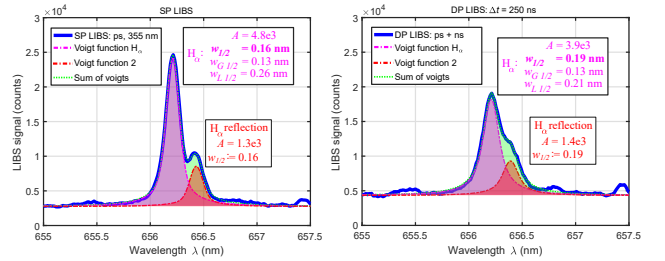 SP LIBS
×10⁴
SP LIBS: ps, 355 nm
Voigt function Hα
Voigt function 2
Sum of voigts
A = 4.8e3
Hα: w1/2 = 0.16 nm
wG 1/2 = 0.13 nm
wL 1/2 = 0.26 nm
Hα reflection
A = 1.3e3
w1/2 := 0.16
LIBS signal (counts)
3
2.5
2
1.5
1
0.5
0
655
655.5
656
656.5
657
657.5
Wavelength λ (nm)
DP LIBS: Δt = 250 ns
×10⁴
DP LIBS: ps + ns
Voigt function Hα
Voigt function 2
Sum of voigts
A = 3.9e3
Hα: w1/2 = 0.19 nm
wG 1/2 = 0.13 nm
wL 1/2 = 0.21 nm
Hα reflection
A = 1.4e3
w1/2 := 0.19
LIBS signal (counts)
3
2.5
2
1.5
1
0.5
0
655
655.5
656
656.5
657
657.5
Wavelength λ (nm)